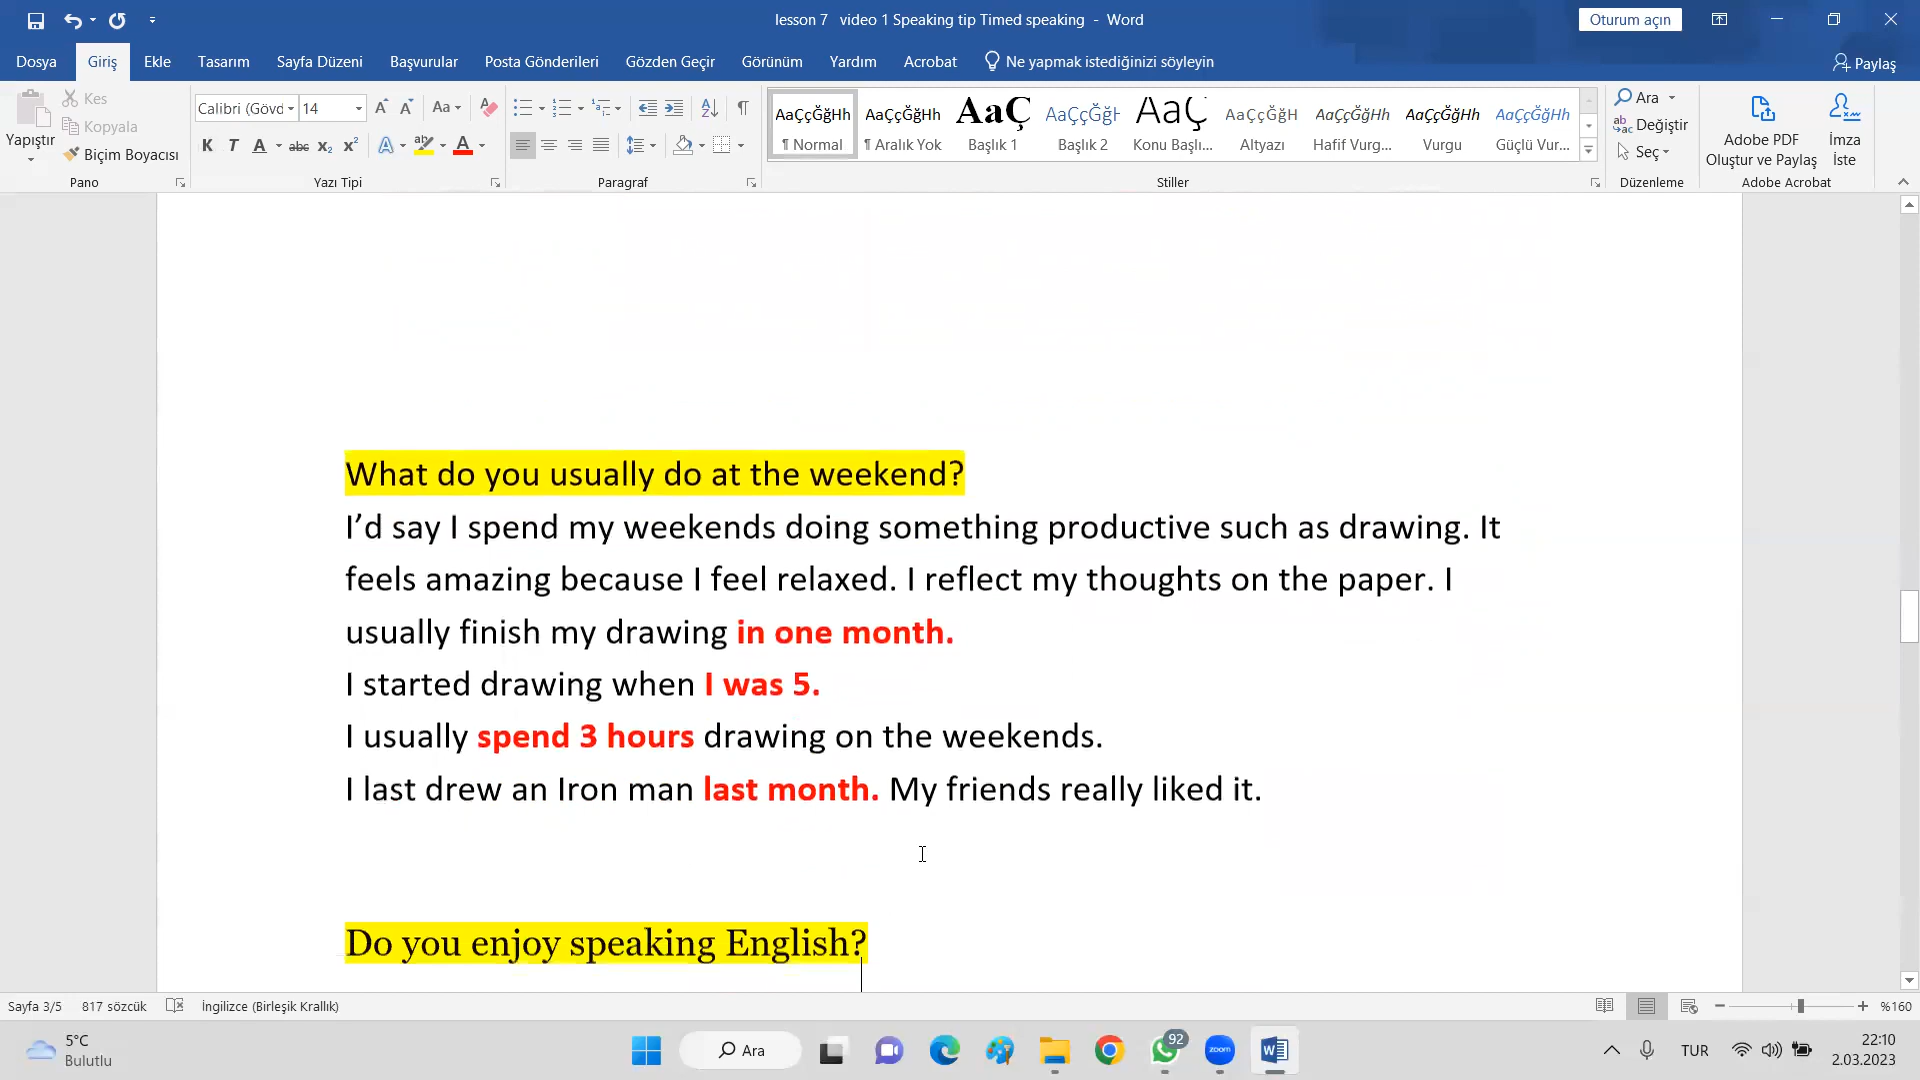 lesson 7   video 1 Speaking tip Timed speaking  -  Word
Oturum açın
Dosya Giriş Ekle Tasarım Sayfa Düzeni Başvurular Posta Gönderileri Gözden Geçir Görünüm Yardım Acrobat Ne yapmak istediğinizi söyleyin Paylaş
Yapıştır
Kes
Kopyala
Biçim Boyacısı
Pano
Calibri (Gövd 14
Yazı Tipi
Paragraf
AaÇçĞğHh AaÇçĞğHh AaÇ AaÇçĞğH AaÇ AaÇçĞğH AaÇçĞğHh AaÇçĞğHh AaÇçĞğHh
¶ Normal ¶ Aralık Yok Başlık 1 Başlık 2 Konu Başlı... Altyazı Hafif Vurg... Vurgu Güçlü Vur...
Stiller
Ara
Değiştir
Seç
Düzenleme
Adobe PDF
Oluştur ve Paylaş
İmza
İste
Adobe Acrobat
What do you usually do at the weekend?
I’d say I spend my weekends doing something productive such as drawing. It
feels amazing because I feel relaxed. I reflect my thoughts on the paper. I
usually finish my drawing in one month.
I started drawing when I was 5.
I usually spend 3 hours drawing on the weekends.
I last drew an Iron man last month. My friends really liked it.
Do you enjoy speaking English?
Sayfa 3/5 817 sözcük İngilizce (Birleşik Krallık) %160
5°C
Bulutlu
Ara
92
zoom
TUR
22:10
2.03.2023